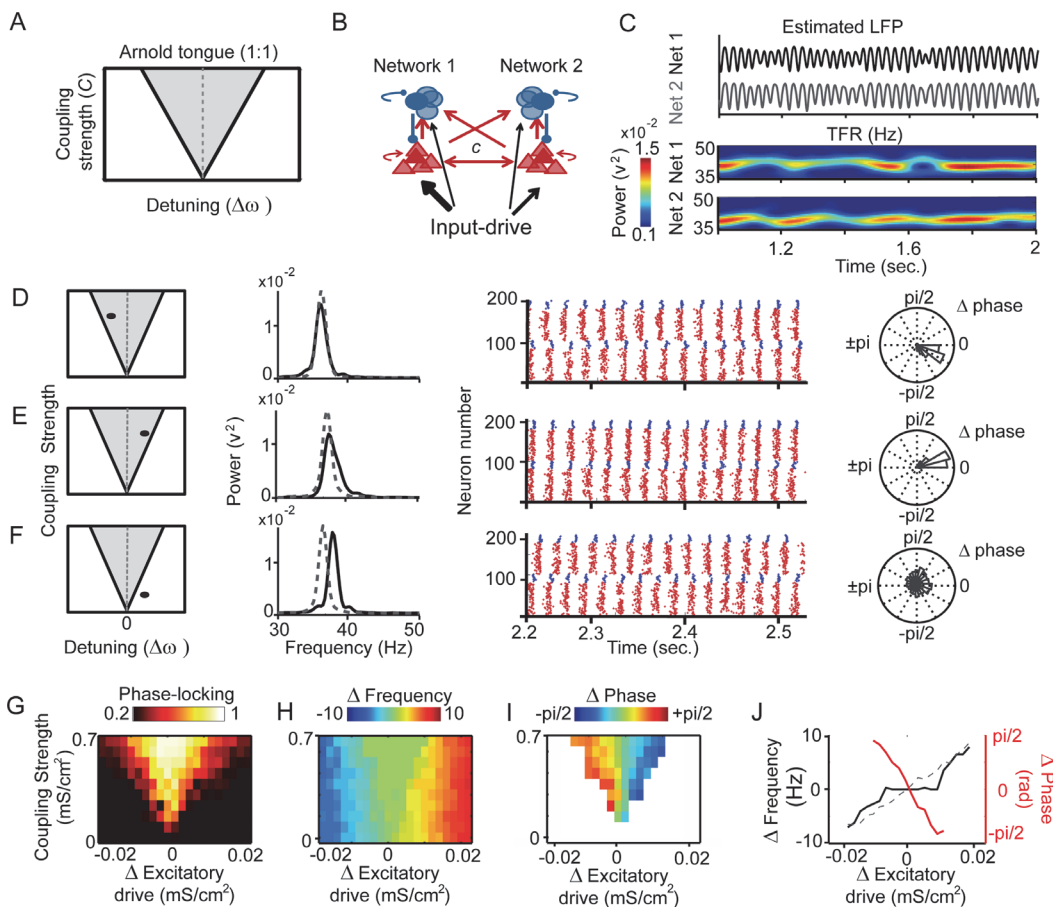 A
Arnold tongue (1:1)
Coupling
strength (C)
Detuning (Δω )
B
Network 1
Network 2
c
Input-drive
C
Estimated LFP
Net 2 Net 1
TFR (Hz)
x10⁻²
1.5
Power (v²)
0.1
Net 2 Net 1
50
35
50
35
1.2
1.6
2
Time (sec.)
D
E
F
Coupling Strength
0
Detuning (Δω)
x10⁻²
1
0
x10⁻²
1
0
x10⁻²
1
0
Power (v²)
30
40
50
Frequency (Hz)
Neuron number
200
100
200
100
200
100
2.2
2.3
2.4
2.5
Time (sec.)
pi/2
Δ phase
±pi
0
-pi/2
Δ phase
±pi
0
-pi/2
pi/2
Δ phase
±pi
0
-pi/2
G
Phase-locking
0.2
1
Coupling Strength
(mS/cm²)
0.7
0
-0.02
0
0.02
Δ Excitatory
drive (mS/cm²)
H
Δ Frequency
-10
10
0.7
0
-0.02
0
0.02
Δ Excitatory
drive (mS/cm²)
I
Δ Phase
-pi/2
+pi/2
0.7
0
-0.02
0
0.02
Δ Excitatory
drive (mS/cm²)
J
Δ Frequency
(Hz)
10
0
-10
pi/2
0
-pi/2
Δ Phase
(rad)
-0.02
0
0.02
Δ Excitatory
drive (mS/cm²)